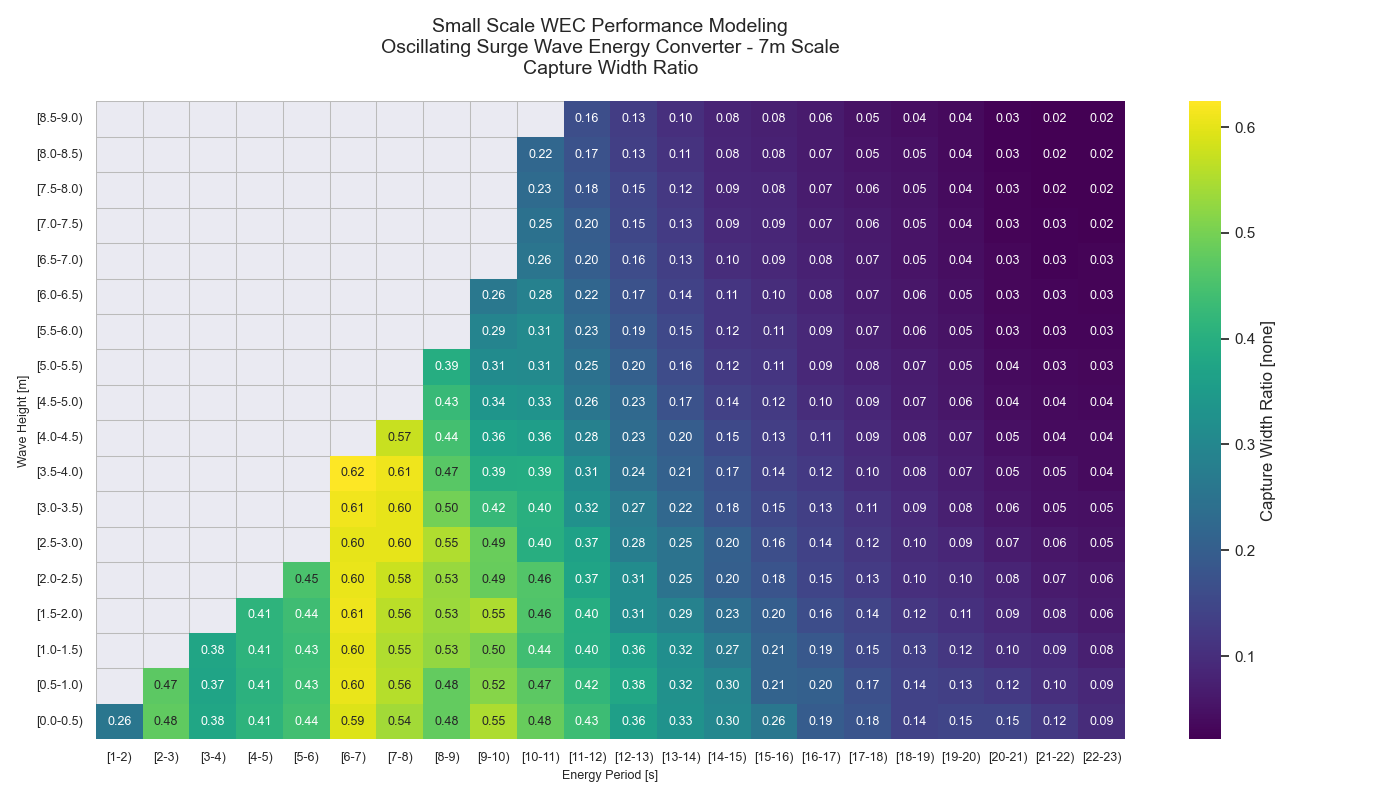 Small Scale WEC Performance Modeling
Oscillating Surge Wave Energy Converter - 7m Scale
Capture Width Ratio
Wave Height [m]
[8.5-9.0) 0.16 0.13 0.10 0.08 0.08 0.06 0.05 0.04 0.04 0.03 0.02 0.02
[8.0-8.5) 0.22 0.17 0.13 0.11 0.08 0.08 0.07 0.05 0.05 0.04 0.03 0.02 0.02
[7.5-8.0) 0.23 0.18 0.15 0.12 0.09 0.08 0.07 0.06 0.05 0.04 0.03 0.02 0.02
[7.0-7.5) 0.25 0.20 0.15 0.13 0.09 0.09 0.07 0.06 0.05 0.04 0.03 0.03 0.02
[6.5-7.0) 0.26 0.20 0.16 0.13 0.10 0.09 0.08 0.07 0.05 0.04 0.03 0.03 0.03
[6.0-6.5) 0.26 0.28 0.22 0.17 0.14 0.11 0.10 0.08 0.07 0.06 0.05 0.03 0.03 0.03
[5.5-6.0) 0.29 0.31 0.23 0.19 0.15 0.12 0.11 0.09 0.07 0.06 0.05 0.03 0.03 0.03
[5.0-5.5) 0.39 0.31 0.31 0.25 0.20 0.16 0.12 0.11 0.09 0.08 0.07 0.05 0.04 0.03 0.03
[4.5-5.0) 0.43 0.34 0.33 0.26 0.23 0.17 0.14 0.12 0.10 0.09 0.07 0.06 0.04 0.04 0.04
[4.0-4.5) 0.57 0.44 0.36 0.36 0.28 0.23 0.20 0.15 0.13 0.11 0.09 0.08 0.07 0.05 0.04 0.04
[3.5-4.0) 0.62 0.61 0.47 0.39 0.39 0.31 0.24 0.21 0.17 0.14 0.12 0.10 0.08 0.07 0.05 0.05 0.04
[3.0-3.5) 0.61 0.60 0.50 0.42 0.40 0.32 0.27 0.22 0.18 0.15 0.13 0.11 0.09 0.08 0.06 0.05 0.05
[2.5-3.0) 0.60 0.60 0.55 0.49 0.40 0.37 0.28 0.25 0.20 0.16 0.14 0.12 0.10 0.09 0.07 0.06 0.05
[2.0-2.5) 0.45 0.60 0.58 0.53 0.49 0.46 0.37 0.31 0.25 0.20 0.18 0.15 0.13 0.10 0.10 0.08 0.07 0.06
[1.5-2.0) 0.41 0.44 0.61 0.56 0.53 0.55 0.46 0.40 0.31 0.29 0.23 0.20 0.16 0.14 0.12 0.11 0.09 0.08 0.06
[1.0-1.5) 0.38 0.41 0.43 0.60 0.55 0.53 0.50 0.44 0.40 0.36 0.32 0.27 0.21 0.19 0.15 0.13 0.12 0.10 0.09 0.08
[0.5-1.0) 0.47 0.37 0.41 0.43 0.60 0.56 0.48 0.52 0.47 0.42 0.38 0.32 0.30 0.21 0.20 0.17 0.14 0.13 0.12 0.10 0.09
[0.0-0.5) 0.26 0.48 0.38 0.41 0.44 0.59 0.54 0.48 0.55 0.48 0.43 0.36 0.33 0.30 0.26 0.19 0.18 0.14 0.15 0.15 0.12 0.09
[1-2) [2-3) [3-4) [4-5) [5-6) [6-7) [7-8) [8-9) [9-10) [10-11) [11-12) [12-13) [13-14) [14-15) [15-16) [16-17) [17-18) [18-19) [19-20) [20-21) [21-22) [22-23)
Energy Period [s]
0.6
0.5
0.4
0.3
0.2
0.1
Capture Width Ratio [none]